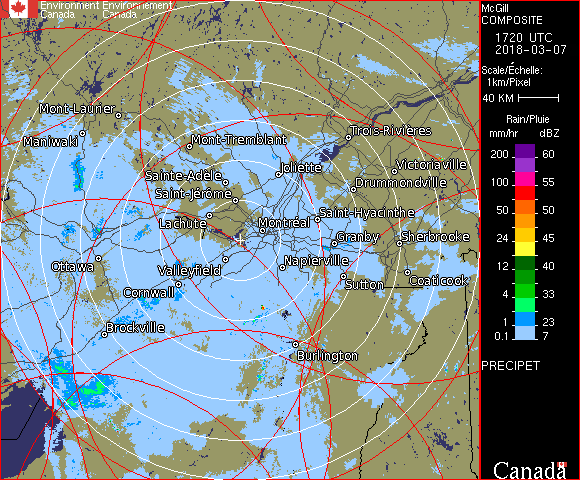 Environment Environnement
Canada Canada
McGill
COMPOSITE
1720 UTC
2018-03-07
Scale/Échelle:
1km/Pixel
40 KM
Rain/Pluie
mm/hr dBZ
200 60
100 55
50 50
24 45
12 40
4 33
1 23
0.1 7
PRECIPET
Mont-Laurier
Maniwaki
Mont-Tremblant
Trois-Rivières
Sainte-Adèle
Joliette
Victoriaville
Saint-Jérôme
Drummondville
Lachute
Montréal
Saint-Hyacinthe
Granby
Sherbrooke
Ottawa
Valleyfield
Napierville
Cornwall
Sutton
Coaticook
Brockville
Burlington
Canada